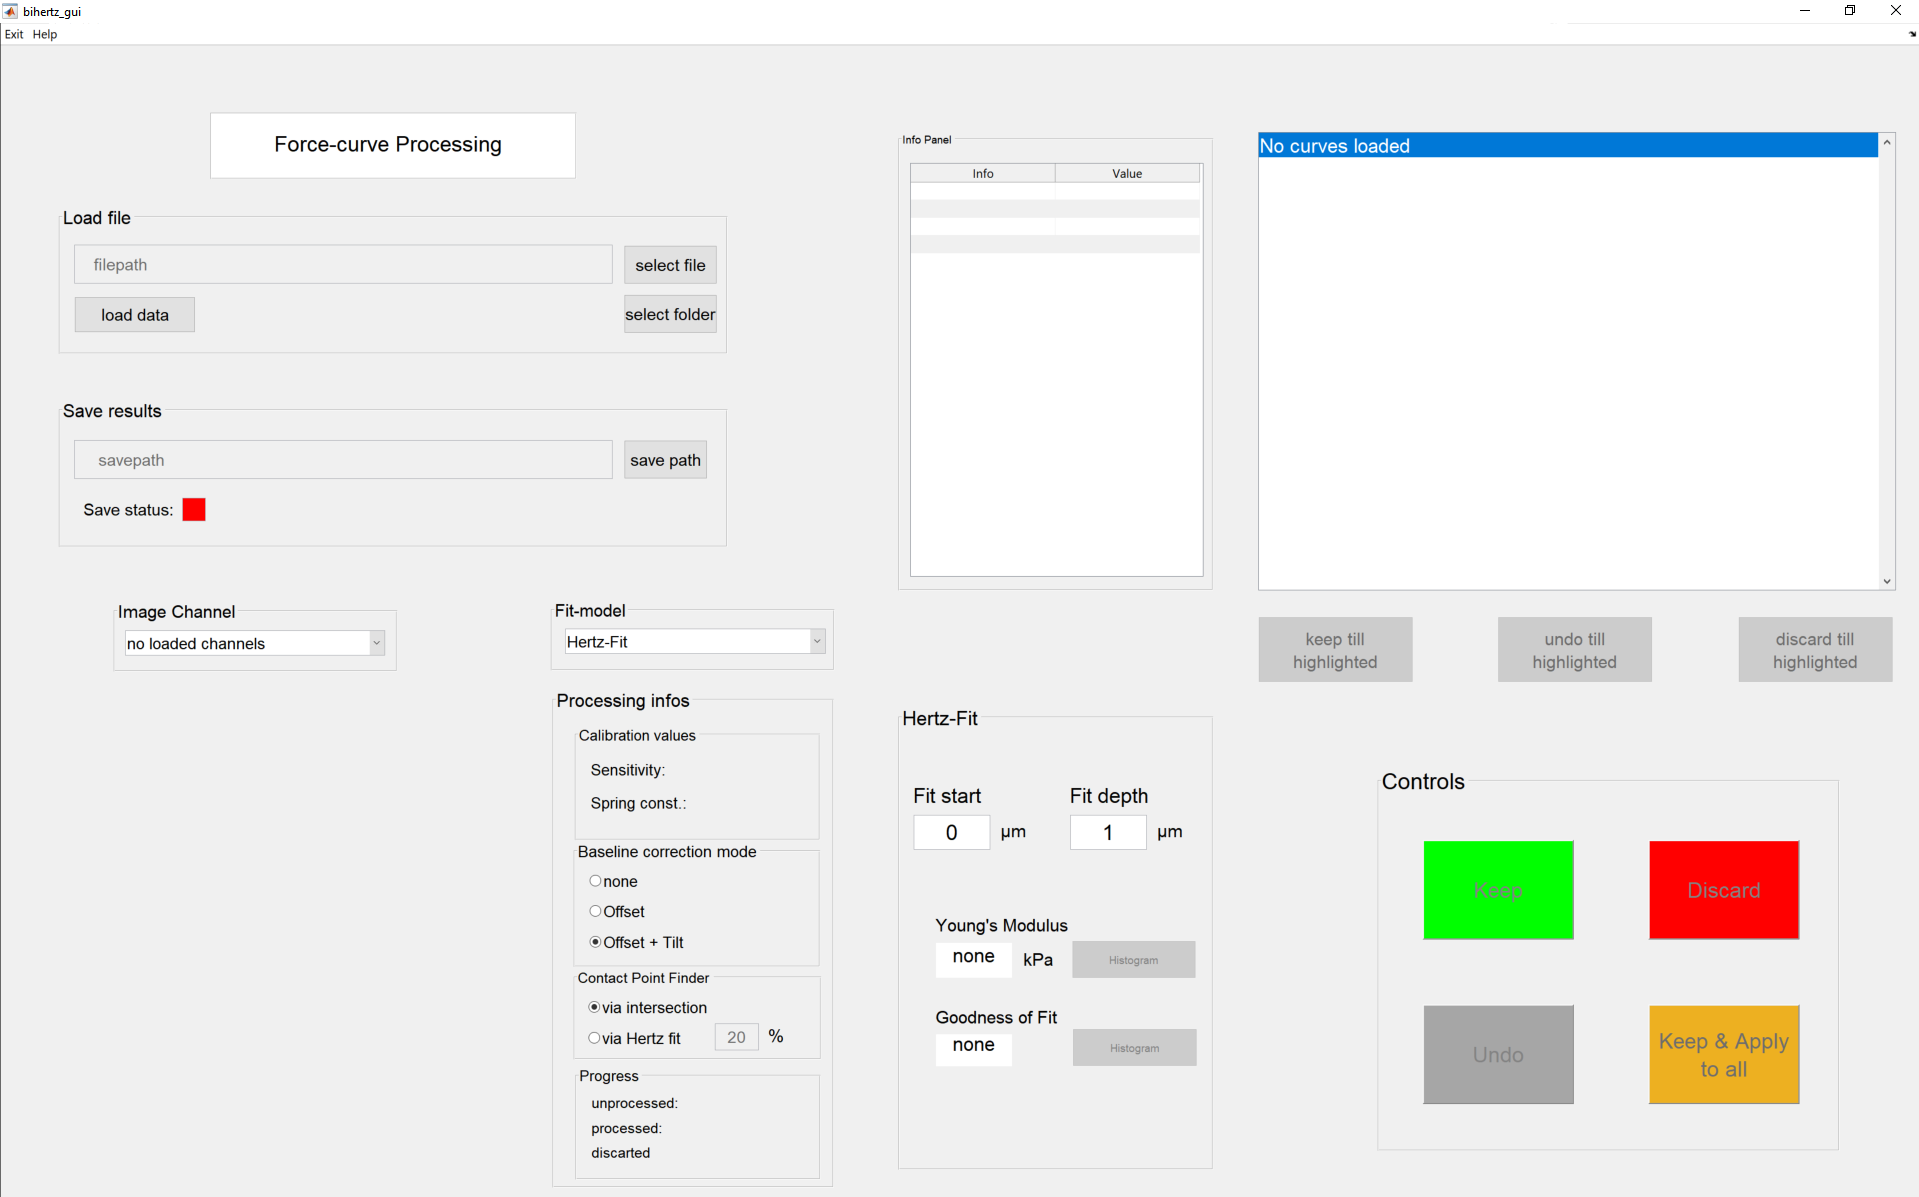 bihertz_gui
Exit Help
Force-curve Processing
Load file
filepath
select file
load data
select folder
Save results
savepath
save path
Save status:
Image Channel
no loaded channels
Fit-model
Hertz-Fit
Processing infos
Calibration values
Sensitivity:
Spring const.:
Baseline correction mode
none
Offset
Offset + Tilt
Contact Point Finder
via intersection
via Hertz fit 20 %
Progress
unprocessed:
processed:
discarted
Info Panel
Info Value
Hertz-Fit
Fit start Fit depth
0 µm 1 µm
Young's Modulus
none kPa Histogram
Goodness of Fit
none Histogram
No curves loaded
keep till
highlighted
undo till
highlighted
discard till
highlighted
Controls
Keep
Discard
Undo
Keep & Apply
to all